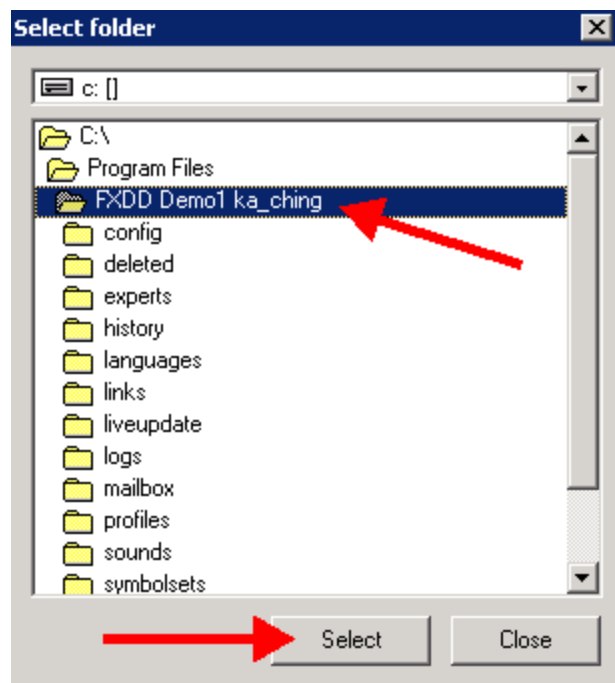 Select folder
c: []
C:\
Program Files
FXDD Demo1 ka_ching
config
deleted
experts
history
languages
links
liveupdate
logs
mailbox
profiles
sounds
symbolsets
Select Close